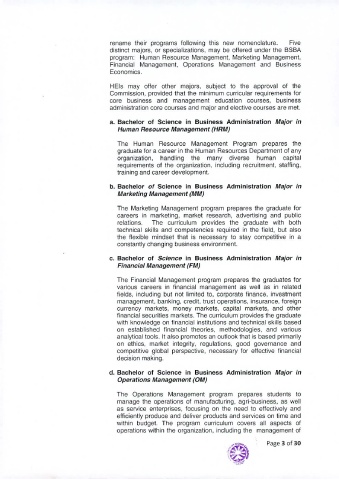 rename their programs following this new nomenclature. Five
distinct majors, or specializations, may be offered under the BSBA
program: Human Resource Management, Marketing Management,
Financial Management, Operations Management and Business
Economics.
HEIs may offer other majors, subject to the approval of the
Commission, provided that the minimum curricular requirements for
core business and management education courses, business
administration core courses and major and elective courses are met.
a. Bachelor of Science in Business Administration Major in
Human Resource Management (HRM)
The Human Resource Management Program prepares the
graduate for a career in the Human Resources Department of any
organization, handling the many diverse human capital
requirements of the organization, including recruitment, staffing,
training and career development.
b. Bachelor of Science in Business Administration Major in
Marketing Management (MM)
The Marketing Management program prepares the graduate for
careers in marketing, market research, advertising and public
relations. The curriculum provides the graduate with both
technical skills and competencies required in the field, but also
the flexible mindset that is necessary to stay competitive in a
constantly changing business environment.
c. Bachelor of Science in Business Administration Major in
Financial Management (FM)
The Financial Management program prepares the graduates for
various careers in financial management as well as in related
fields, including but not limited to, corporate finance, investment
management, banking, credit, trust operations, insurance, foreign
currency markets, money markets, capital markets, and other
financial securities markets. The curriculum provides the graduate
with knowledge on financial institutions and technical skills based
on established financial theories, methodologies, and various
analytical tools. It also promotes an outlook that is based primarily
on ethics, market integrity, regulations, good governance and
competitive global perspective, necessary for effective financial
decision making.
d. Bachelor of Science in Business Administration Major in
Operations Management (OM)
The Operations Management program prepares students to
manage the operations of manufacturing, agri-business, as well
as service enterprises, focusing on the need to effectively and
efficiently produce and deliver products and services on time and
within budget. The program curriculum covers all aspects of
operations within the organization, including the management of
Page 3 of 30